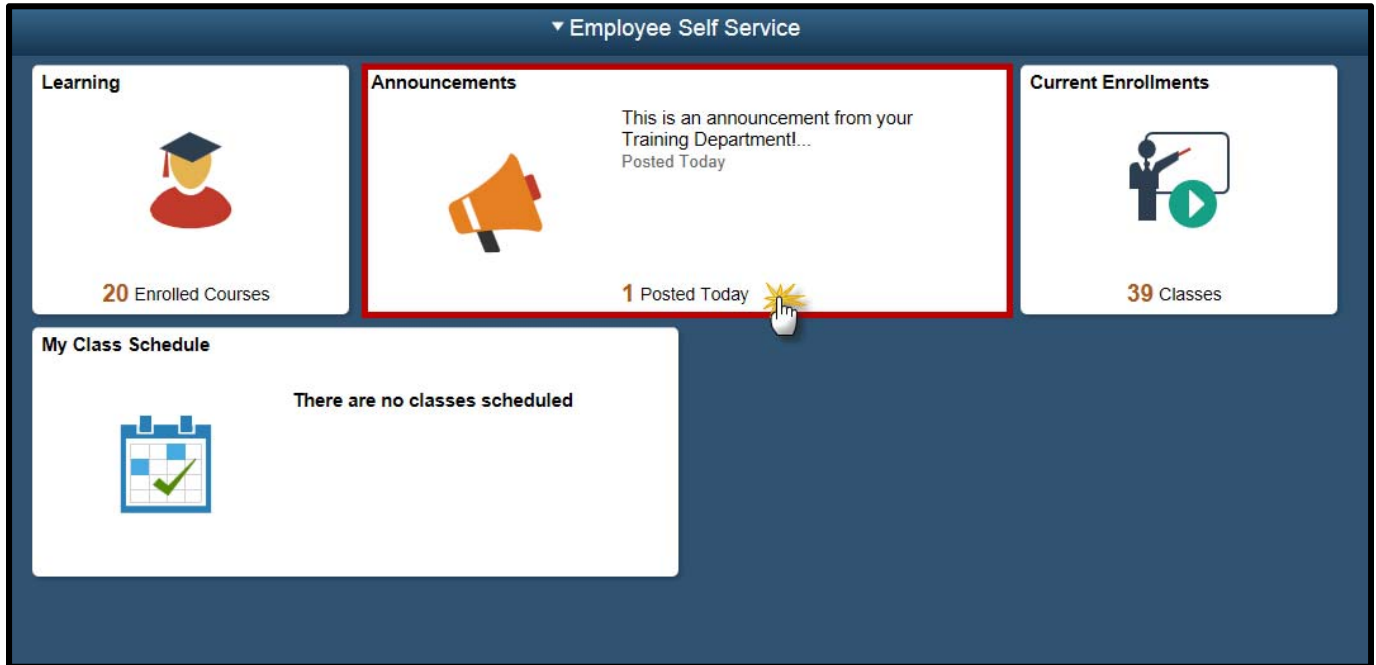 Employee Self Service
Learning
20 Enrolled Courses
Announcements
This is an announcement from your
Training Department!...
Posted Today
1 Posted Today
Current Enrollments
39 Classes
My Class Schedule
There are no classes scheduled